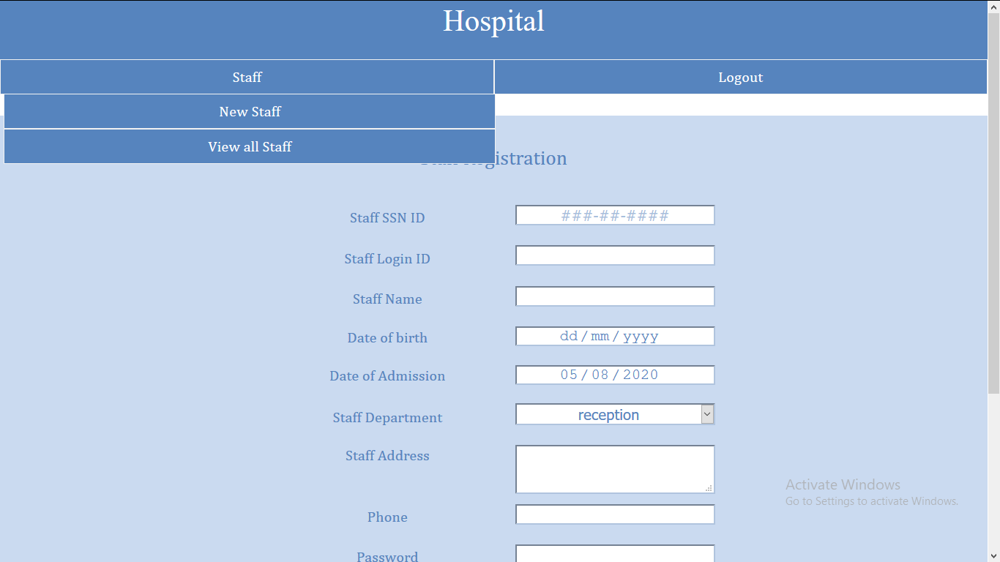 Hospital
Staff Logout
New Staff
View all Staff
istration
Staff SSN ID ###-##-####
Staff Login ID
Staff Name
Date of birth dd / mm / yyyy
Date of Admission 05 / 08 / 2020
Staff Department reception
Staff Address
Activate Windows
Go to Settings to activate Windows.
Phone
Password